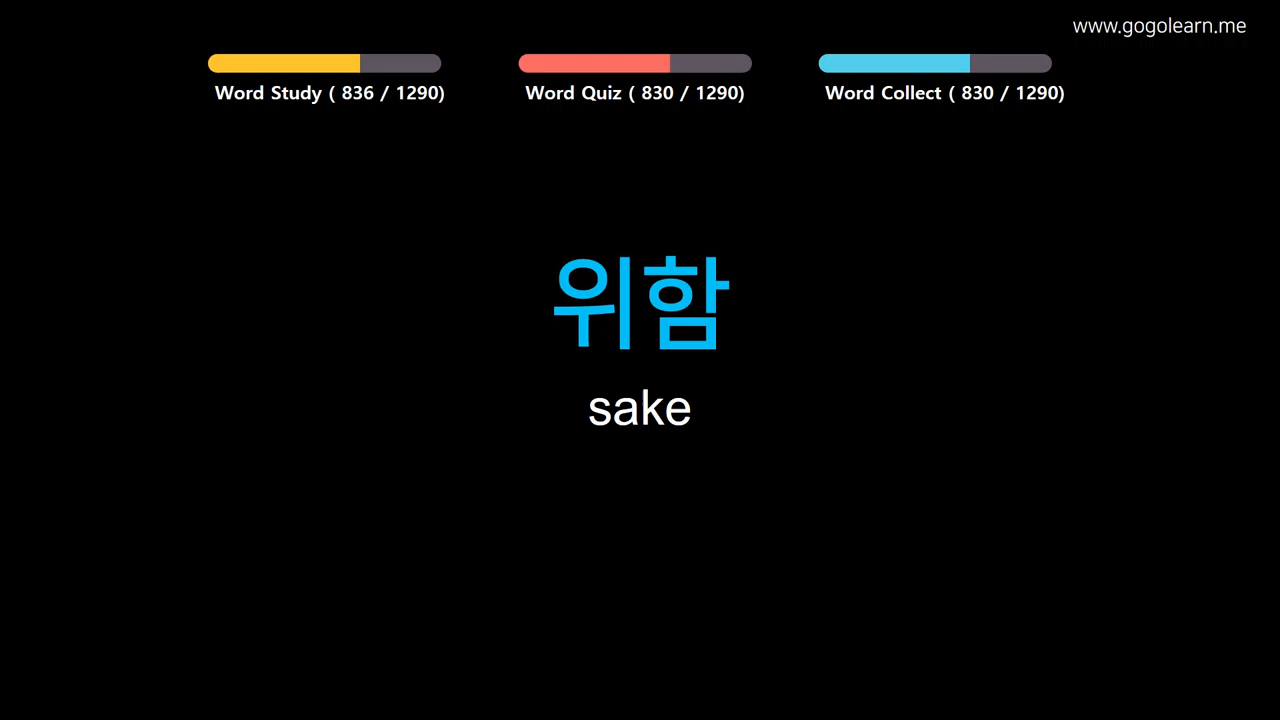 www.gogolearn.me
Word Study ( 836 / 1290)
Word Quiz ( 830 / 1290)
Word Collect ( 830 / 1290)
위함
sake